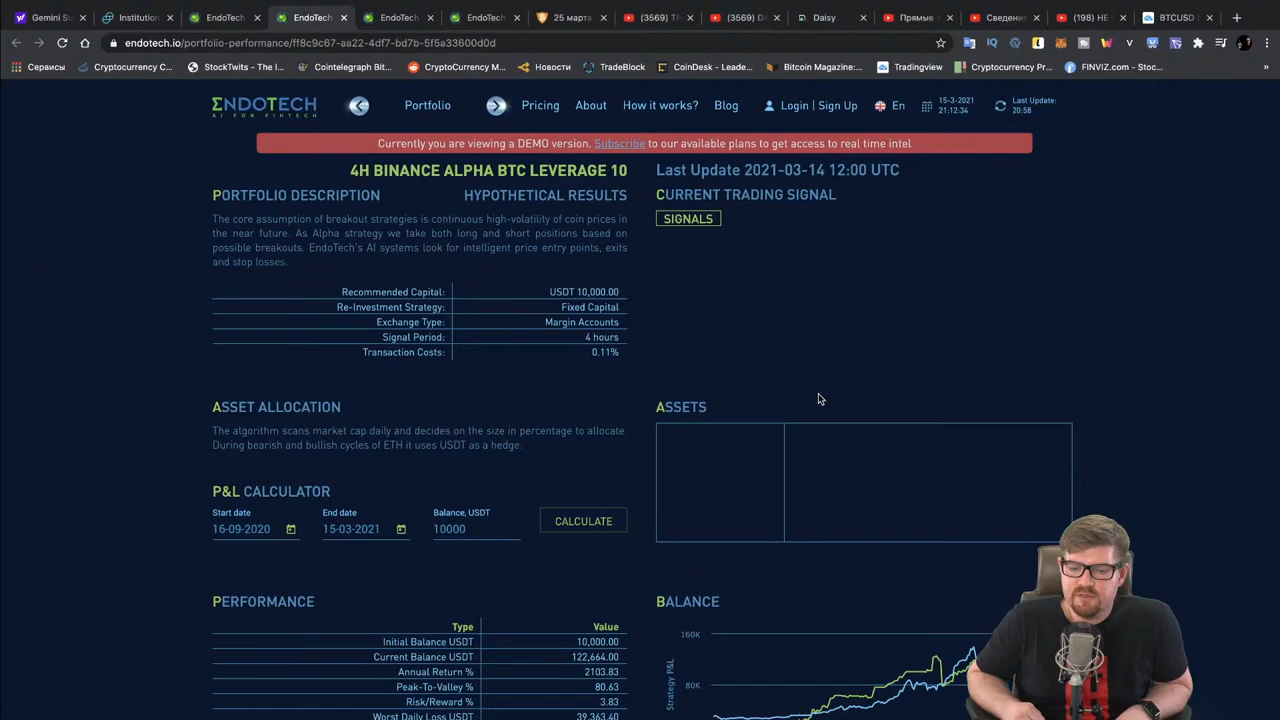 Gemini Su
Institution
EndoTech
EndoTech
EndoTech
EndoTech
25 марта
(3569) TF
(3569) DA
Daisy
Прямые
Сведени
(198) НЕ
BTCUSD
endotech.io/portfolio-performance/ff8c9c67-aa22-4df7-bd7b-5f5a33600d0d
Сервисы
Cryptocurrency C...
StockTwits - The I...
Cointelegraph Bit...
CryptoCurrency M...
Новости
TradeBlock
CoinDesk - Leade...
Bitcoin Magazine:...
Tradingview
Cryptocurrency Pr...
FINVIZ.com - Stoc...
ENDOTECH
AI FOR FINTECH
Portfolio
Pricing
About
How it works?
Blog
Login | Sign Up
En
15-3-2021
21:12:34
Last Update:
20:58
Currently you are viewing a DEMO version. Subscribe to our available plans to get access to real time intel
4H BINANCE ALPHA BTC LEVERAGE 10
PORTFOLIO DESCRIPTION
HYPOTHETICAL RESULTS
The core assumption of breakout strategies is continuous high-volatility of coin prices in
the near future. As Alpha strategy we take both long and short positions based on
possible breakouts. EndoTech's AI systems look for intelligent price entry points, exits
and stop losses.
Recommended Capital: USDT 10,000.00
Re-Investment Strategy: Fixed Capital
Exchange Type: Margin Accounts
Signal Period: 4 hours
Transaction Costs: 0.11%
Last Update 2021-03-14 12:00 UTC
CURRENT TRADING SIGNAL
SIGNALS
ASSET ALLOCATION
The algorithm scans market cap daily and decides on the size in percentage to allocate.
During bearish and bullish cycles of ETH it uses USDT as a hedge.
ASSETS
P&L CALCULATOR
Start date
End date
Balance, USDT
16-09-2020
15-03-2021
10000
CALCULATE
PERFORMANCE
Type Value
Initial Balance USDT 10,000.00
Current Balance USDT 122,664.00
Annual Return % 2103.83
Peak-To-Valley % 80.63
Risk/Reward % 3.83
Worst Daily Loss USDT 39,363.40
BALANCE
160K
80K
Strategy P&L